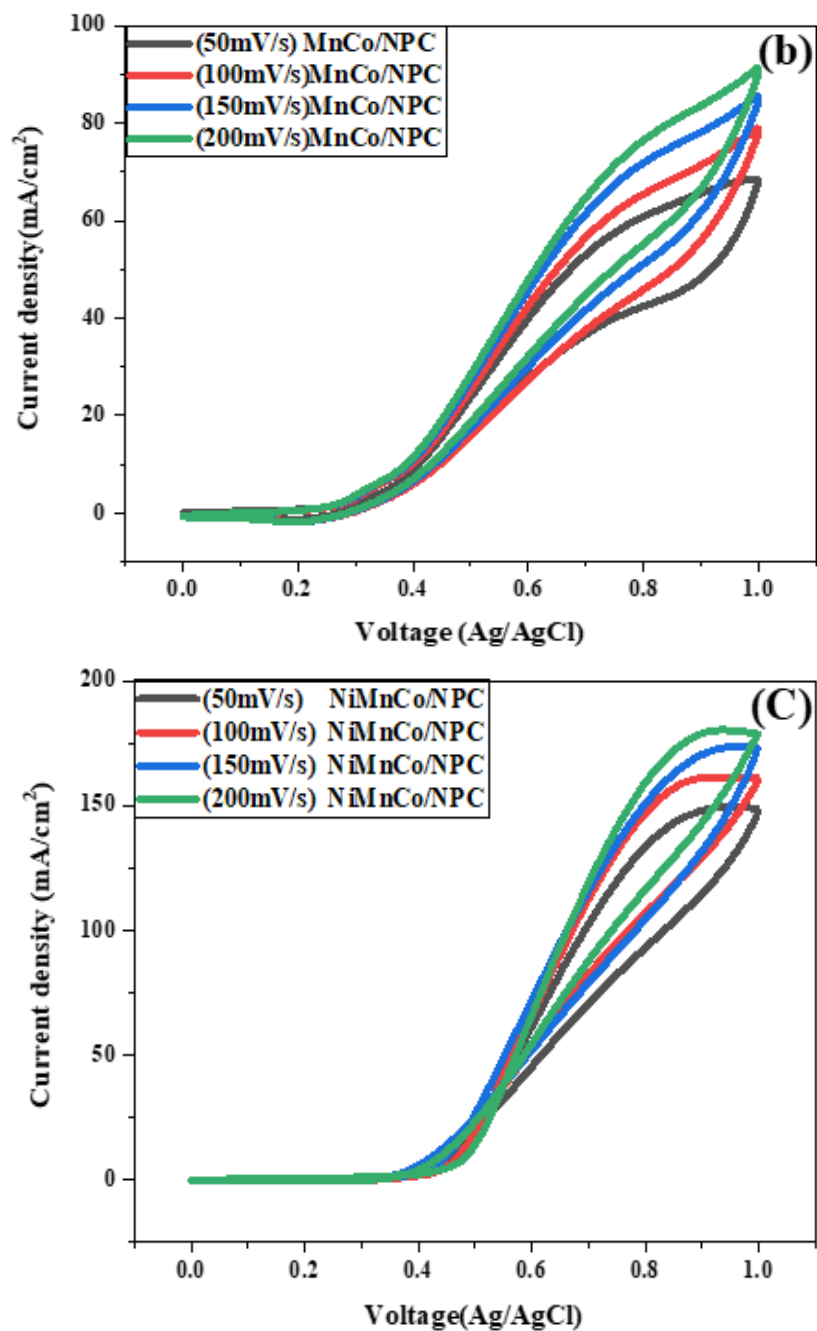 (b)
(50mV/s) MnCo/NPC
(100mV/s)MnCo/NPC
(150mV/s)MnCo/NPC
(200mV/s)MnCo/NPC
100
80
60
40
20
0
Current density(mA/cm²)
0.0 0.2 0.4 0.6 0.8 1.0
Voltage (Ag/AgCl)
(C)
(50mV/s) NiMnCo/NPC
(100mV/s) NiMnCo/NPC
(150mV/s) NiMnCo/NPC
(200mV/s) NiMnCo/NPC
200
150
100
50
0
Current density (mA/cm²)
0.0 0.2 0.4 0.6 0.8 1.0
Voltage(Ag/AgCl)